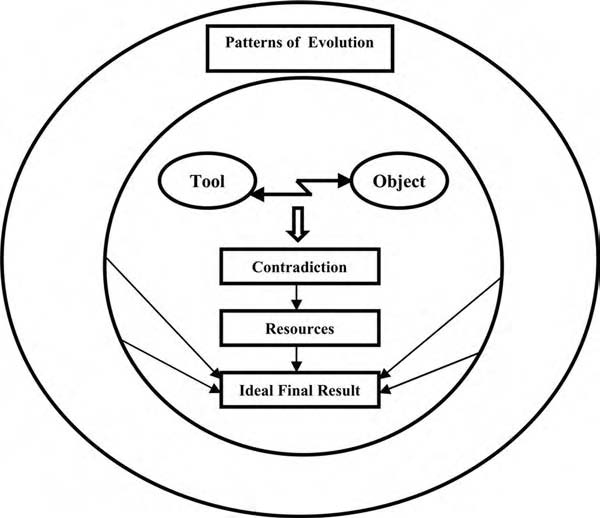 Patterns of Evolution
Tool
Object
Contradiction
Resources
Ideal Final Result